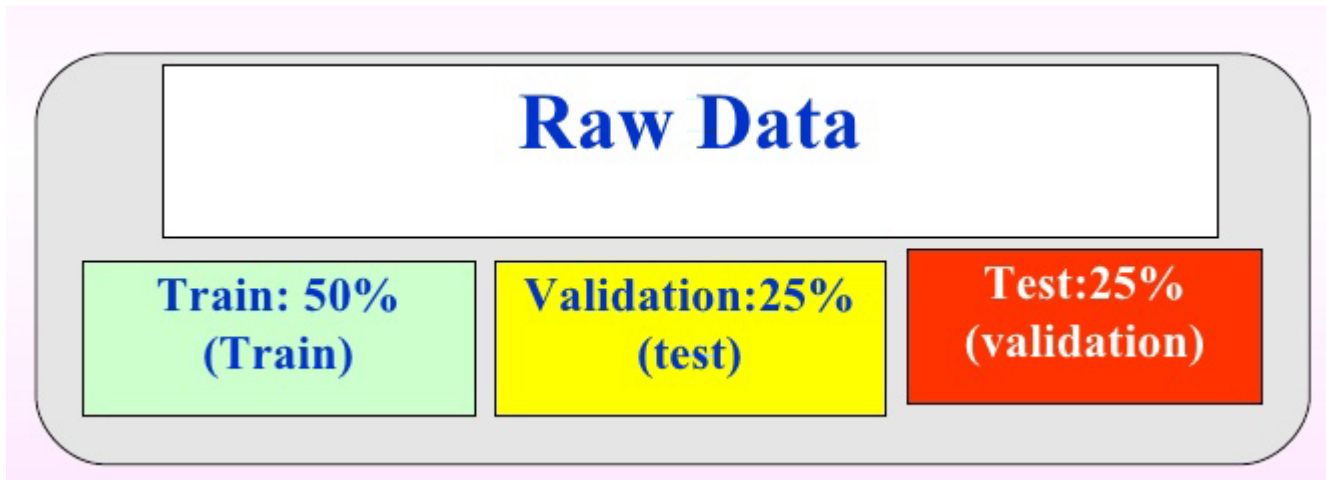 Raw Data
Train: 50%
(Train)
Validation:25%
(test)
Test:25%
(validation)